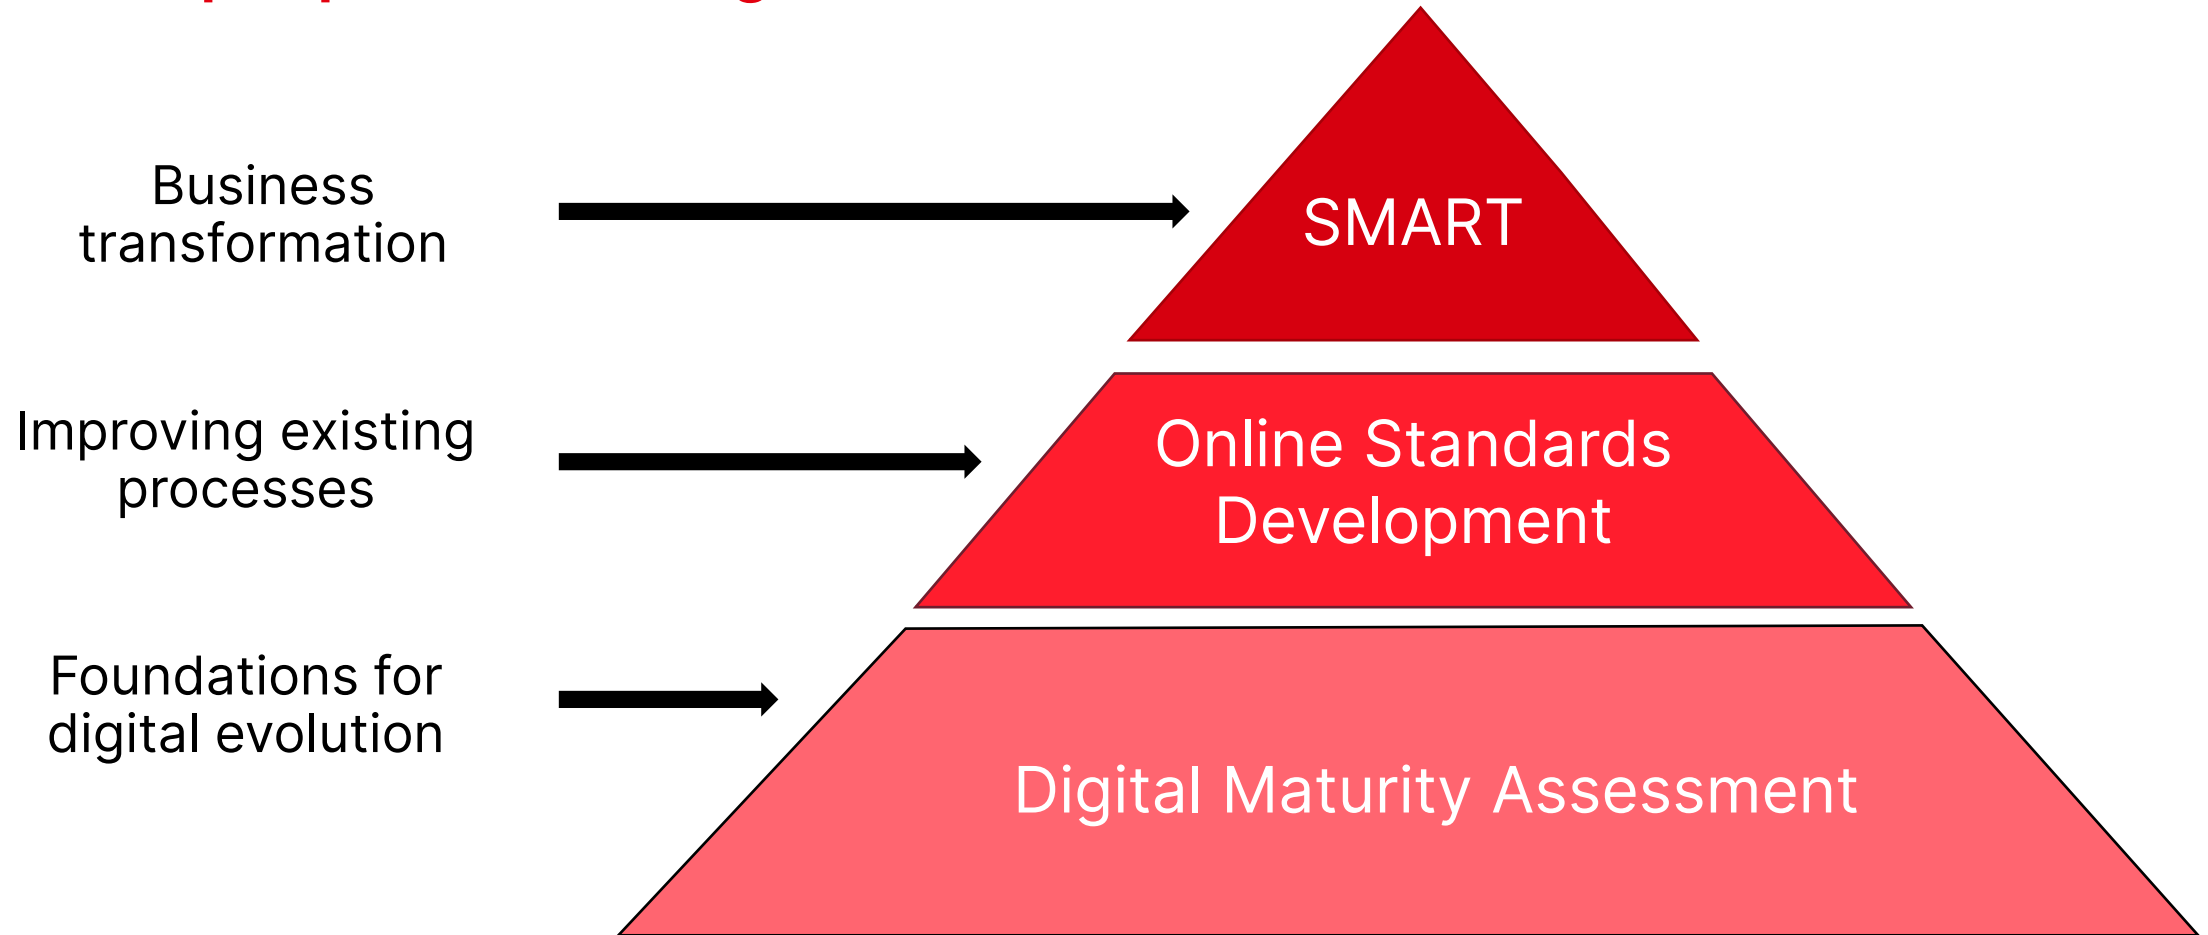 Business
transformation
SMART
Improving existing
processes
Online Standards
Development
Foundations for
digital evolution
Digital Maturity Assessment